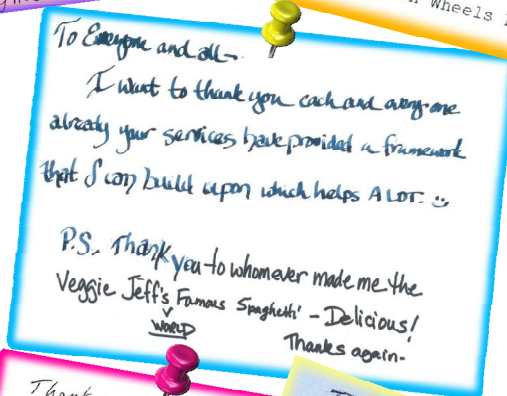 Wheels
To Everyone and all~
I want to thank you each and every one
already your services have provided a framework
that I can build upon which helps A LOT. :)
P.S. Thank you to whomever made me the
Veggie Jeff's Famous Spaghetti! - Delicious!
WORLD
Thanks again-
Thank